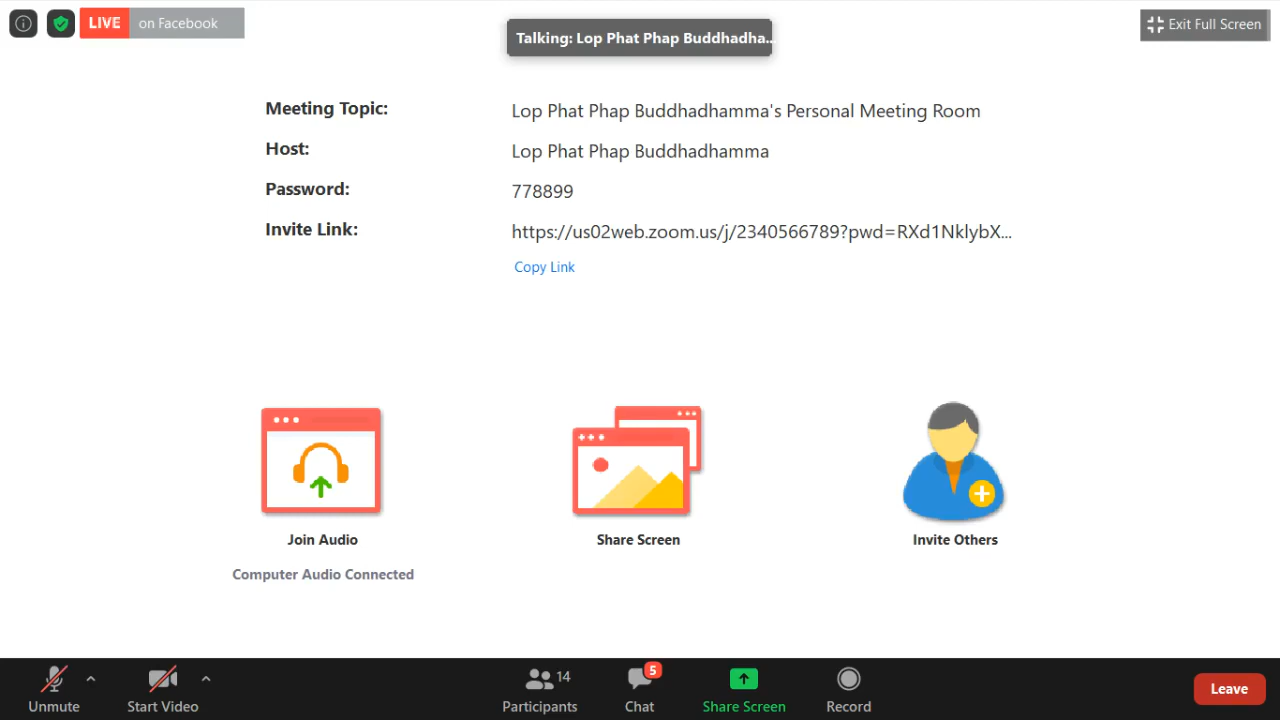 LIVE on Facebook
Talking: Lop Phat Phap Buddhadha...
Exit Full Screen
Meeting Topic: Lop Phat Phap Buddhadhamma's Personal Meeting Room
Host: Lop Phat Phap Buddhadhamma
Password: 778899
Invite Link: https://us02web.zoom.us/j/2340566789?pwd=RXd1NklybX...
Copy Link
Join Audio
Share Screen
Invite Others
Computer Audio Connected
14
5
Unmute
Start Video
Participants
Chat
Share Screen
Record
Leave